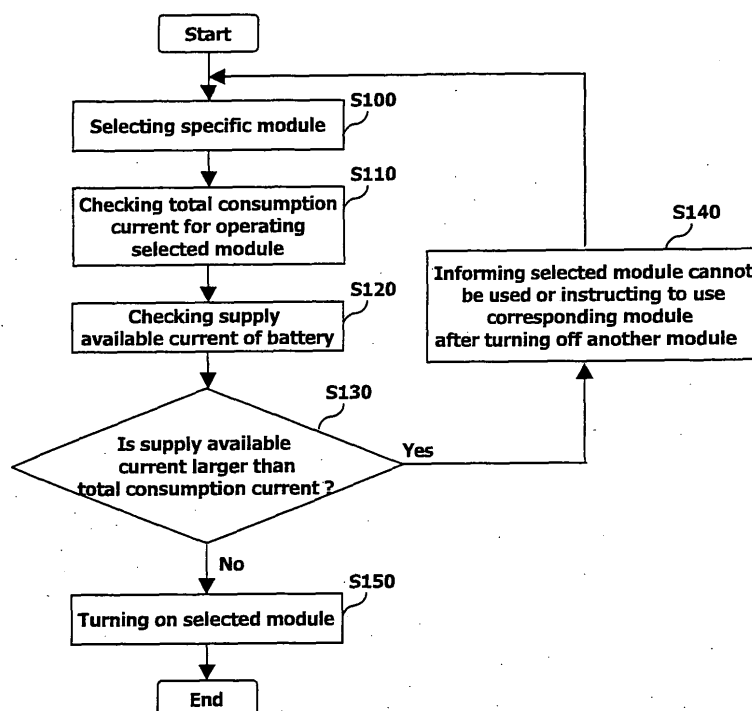 Start
S100
Selecting specific module
S110
Checking total consumption
current for operating
selected module
S120
Checking supply
available current of battery
S130
Is supply available
current larger than
total consumption current ?
Yes
S140
Informing selected module cannot
be used or instructing to use
corresponding module
after turning off another module
No
S150
Turning on selected module
End